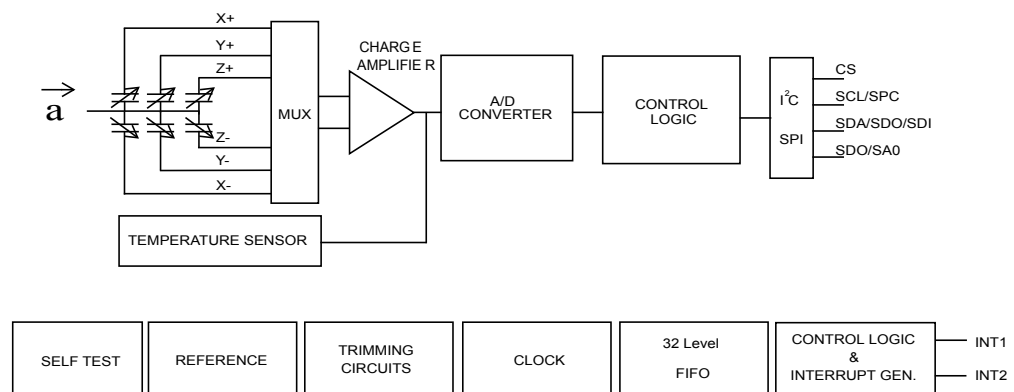 X+
Y+
Z+
a
Z-
Y-
X-
MUX
CHARGE
AMPLIFIER
A/D
CONVERTER
CONTROL
LOGIC
I²C
SPI
CS
SCL/SPC
SDA/SDO/SDI
SDO/SA0
TEMPERATURE SENSOR
SELF TEST
REFERENCE
TRIMMING
CIRCUITS
CLOCK
32 Level
FIFO
CONTROL LOGIC
&
INTERRUPT GEN.
INT1
INT2